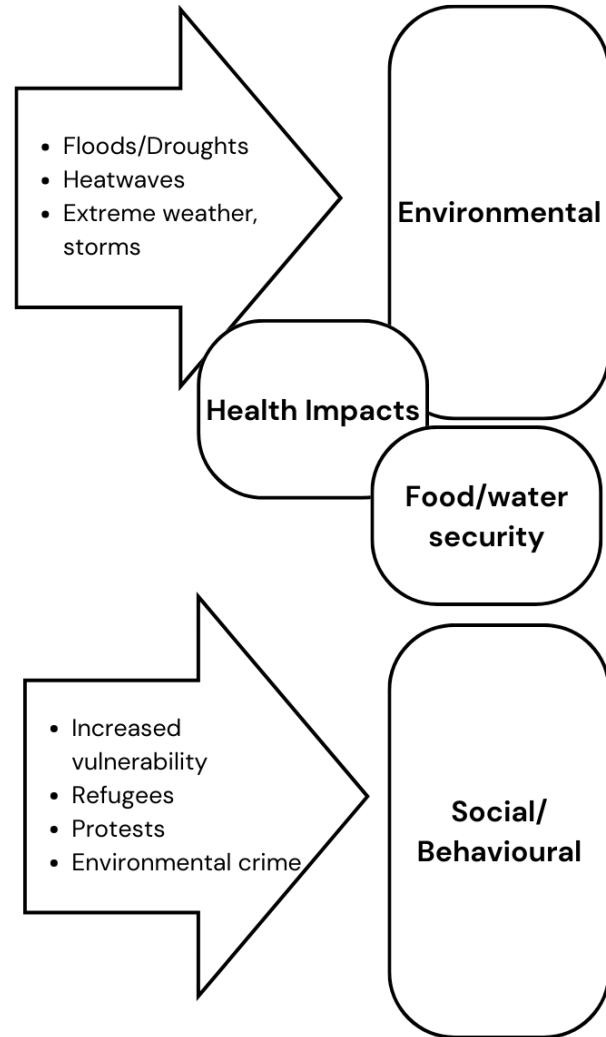 • Floods/Droughts
• Heatwaves
• Extreme weather,
storms
Environmental
Health Impacts
Food/water
security
• Increased
vulnerability
• Refugees
• Protests
• Environmental crime
Social/
Behavioural